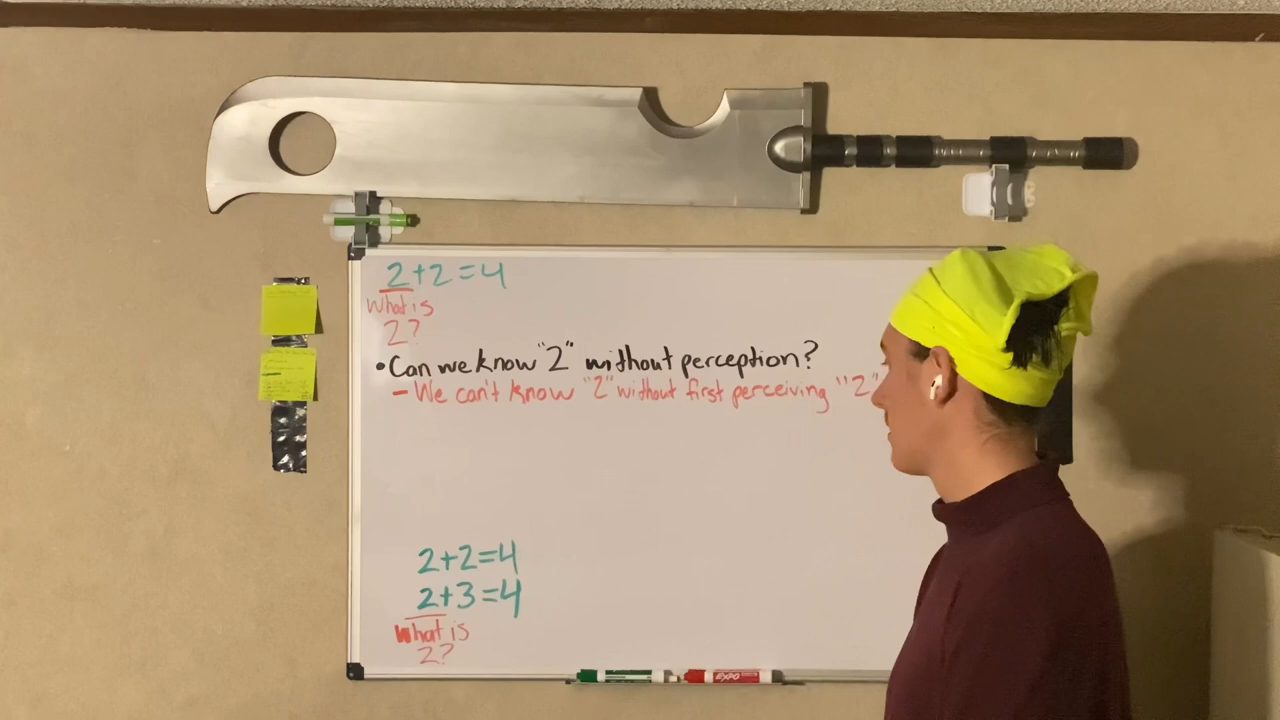 2+2=4
What is
2?
•Can we know "2" without perception?
- We can't know "2" without first perceiving "2"
2+2=4
2+3=4
What is
2?
EXPO